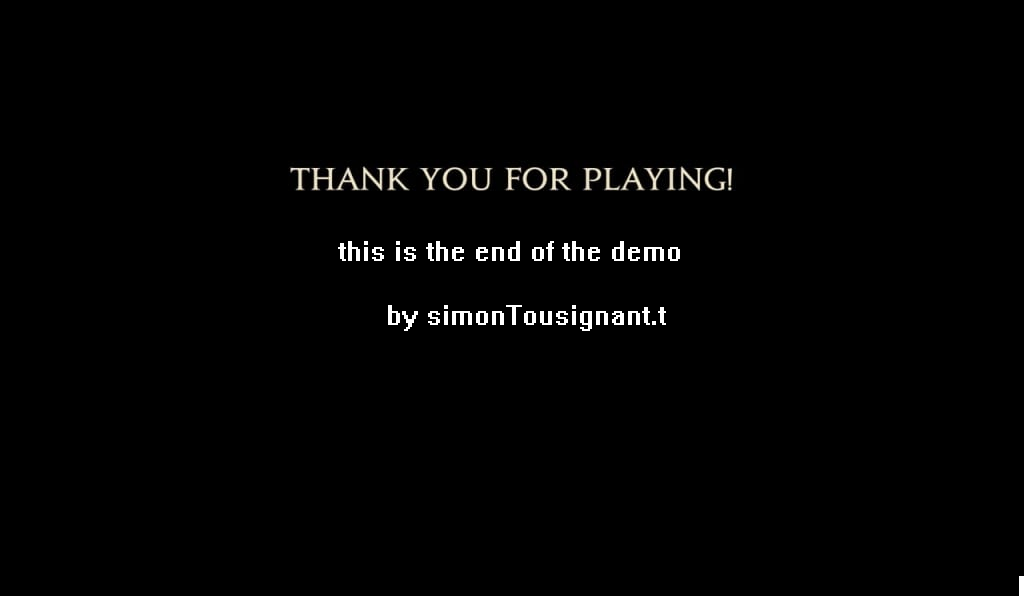 THANK YOU FOR PLAYING!
this is the end of the demo
by simonTousignant.t